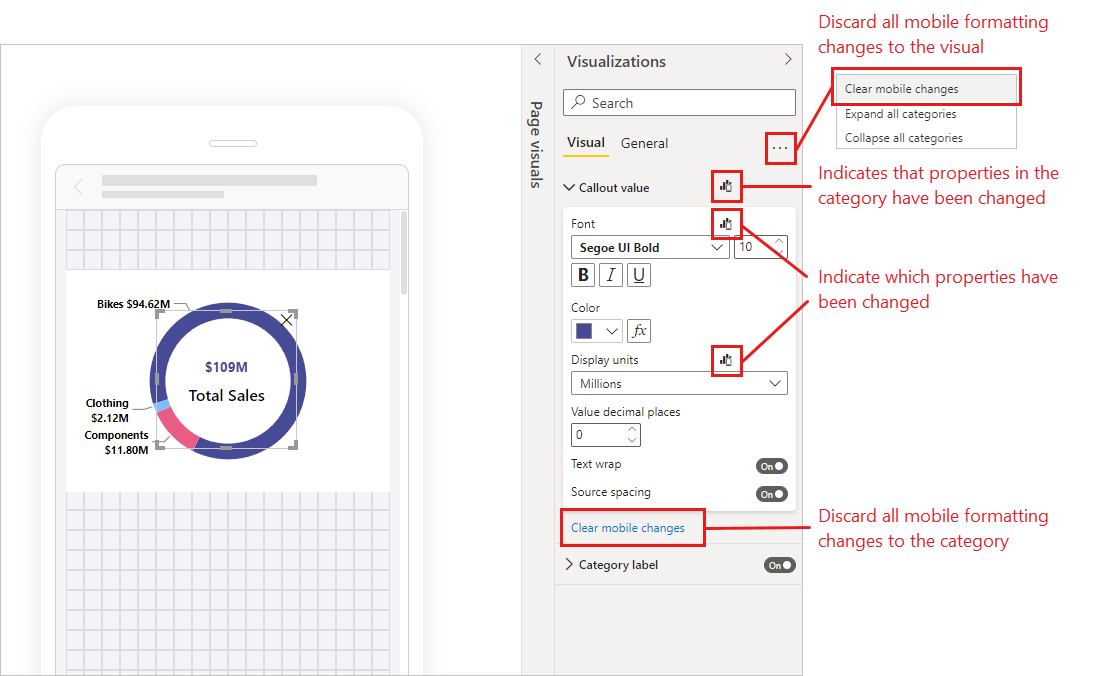 Discard all mobile formatting
changes to the visual
Visualizations
Clear mobile changes
Expand all categories
Collapse all categories
Search
Page visuals
Visual
General
...
Indicates that properties in the
category have been changed
Callout value
Font
Segoe UI Bold
10
B
I
U
Indicate which properties have
been changed
Color
fx
Bikes $94.62M
$109M
Total Sales
Clothing
$2.12M
Components
$11.80M
Display units
Millions
Value decimal places
0
Text wrap
On
Source spacing
On
Clear mobile changes
Discard all mobile formatting
changes to the category
Category label
On